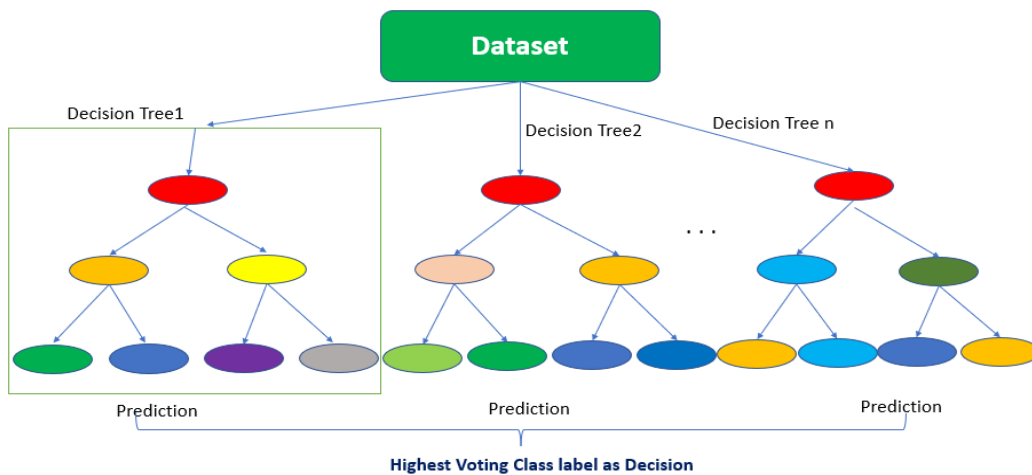 Dataset
Decision Tree1
Decision Tree2
Decision Tree n
. . .
Prediction
Prediction
Prediction
Highest Voting Class label as Decision